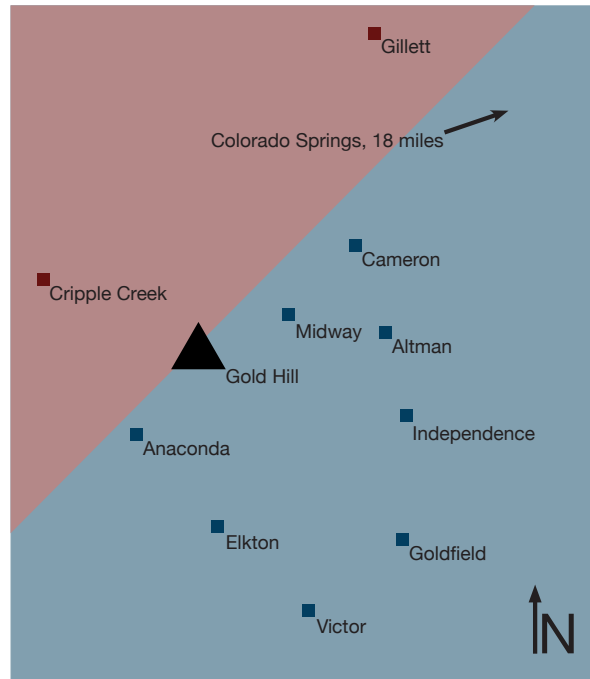 Gillett
Colorado Springs, 18 miles
Cameron
Cripple Creek
Midway
Altman
Gold Hill
Independence
Anaconda
Elkton
Goldfield
Victor
N